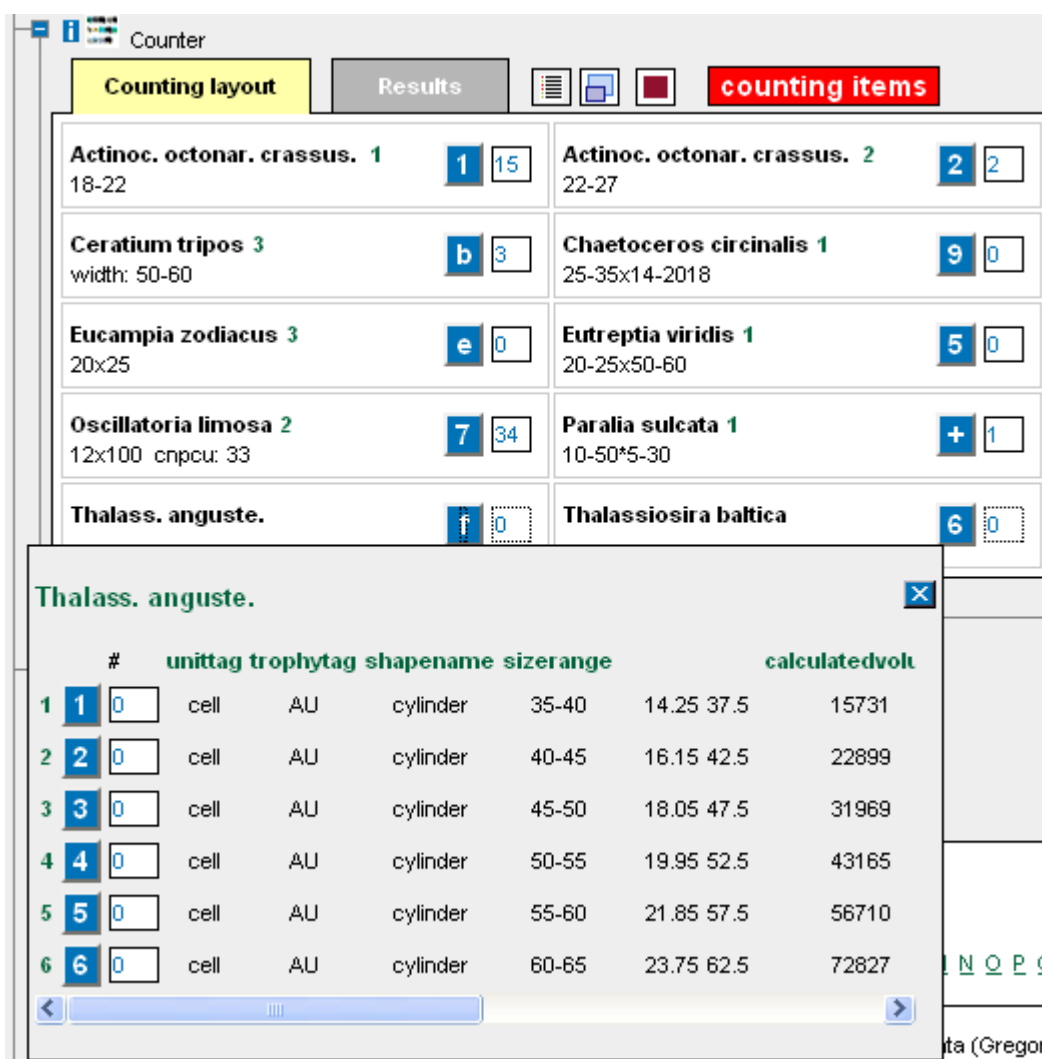 i Counter
Counting layout Results counting items
Actinoc. octonar. crassus. 1 1 15 Actinoc. octonar. crassus. 2 2 2
18-22 22-27
Ceratium tripos 3 b 3 Chaetoceros circinalis 1 9 0
width: 50-60 25-35x14-2018
Eucampia zodiacus 3 e 0 Eutreptia viridis 1 5 0
20x25 20-25x50-60
Oscillatoria limosa 2 7 34 Paralia sulcata 1 + 1
12x100 cnpcu: 33 10-50*5-30
Thalass. anguste. f 0 Thalassiosira baltica 6 0
Thalass. anguste.
# unittag trophytag shapename sizerange calculatedvolu
1 1 0 cell AU cylinder 35-40 14.25 37.5 15731
2 2 0 cell AU cylinder 40-45 16.15 42.5 22899
3 3 0 cell AU cylinder 45-50 18.05 47.5 31969
4 4 0 cell AU cylinder 50-55 19.95 52.5 43165
5 5 0 cell AU cylinder 55-60 21.85 57.5 56710
6 6 0 cell AU cylinder 60-65 23.75 62.5 72827
N O P
ta (Gregor